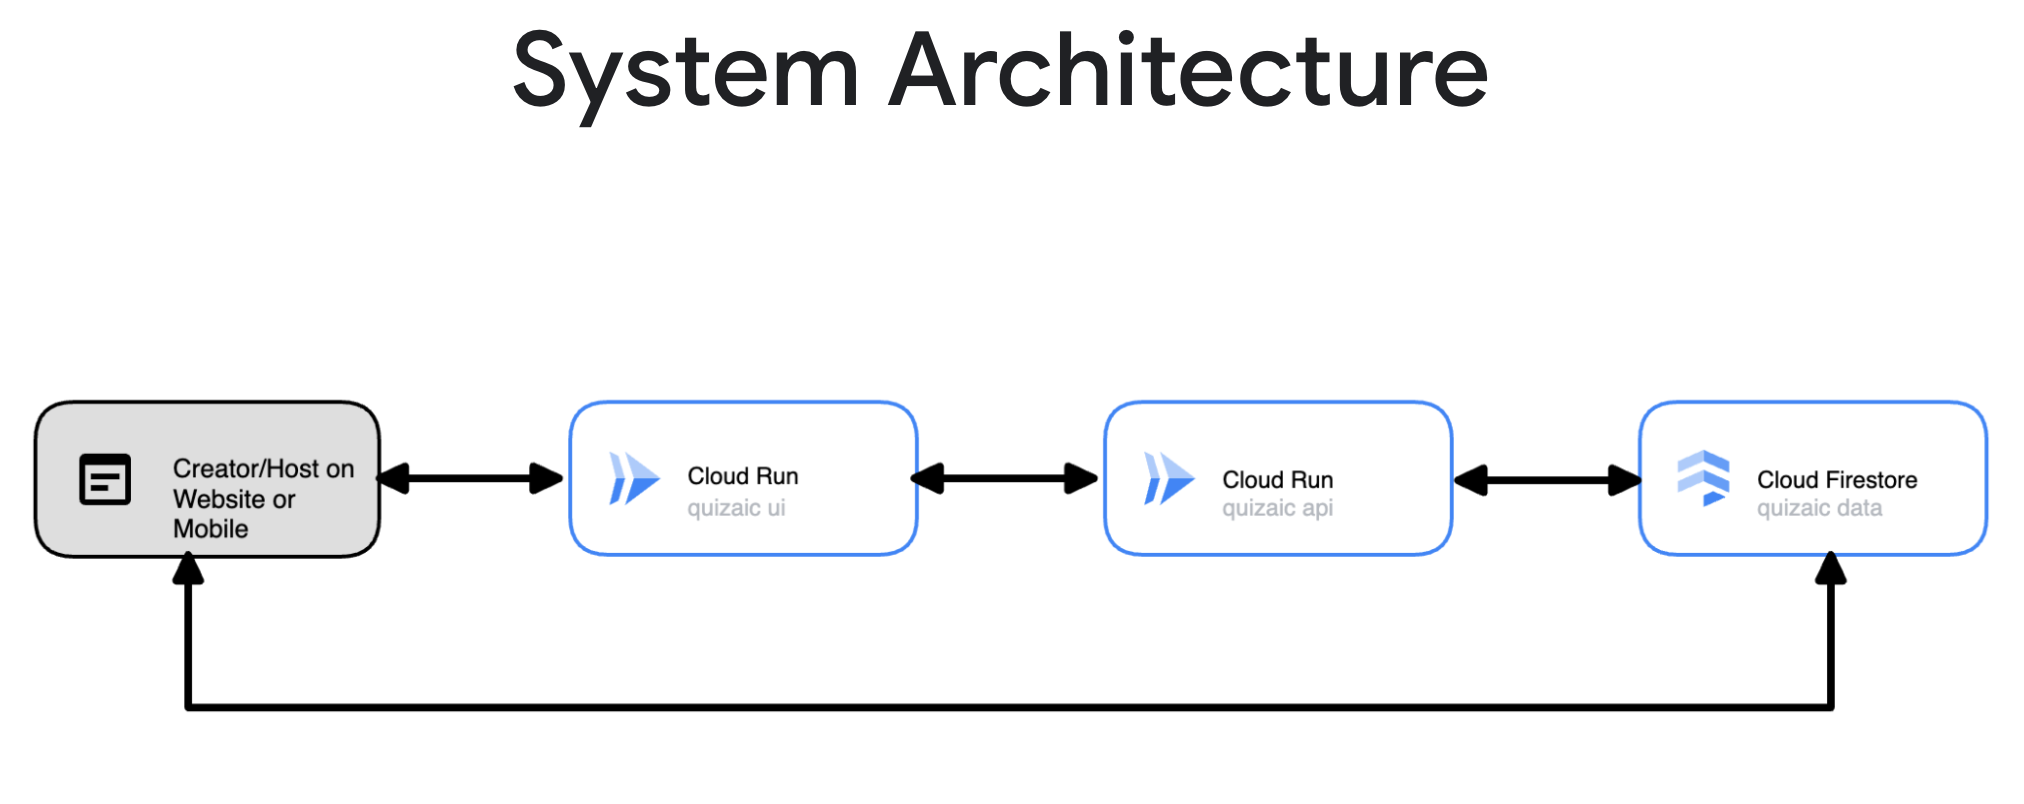 System Architecture
Creator/Host on
Website or
Mobile
Cloud Run
quizaic ui
Cloud Run
quizaic api
Cloud Firestore
quizaic data